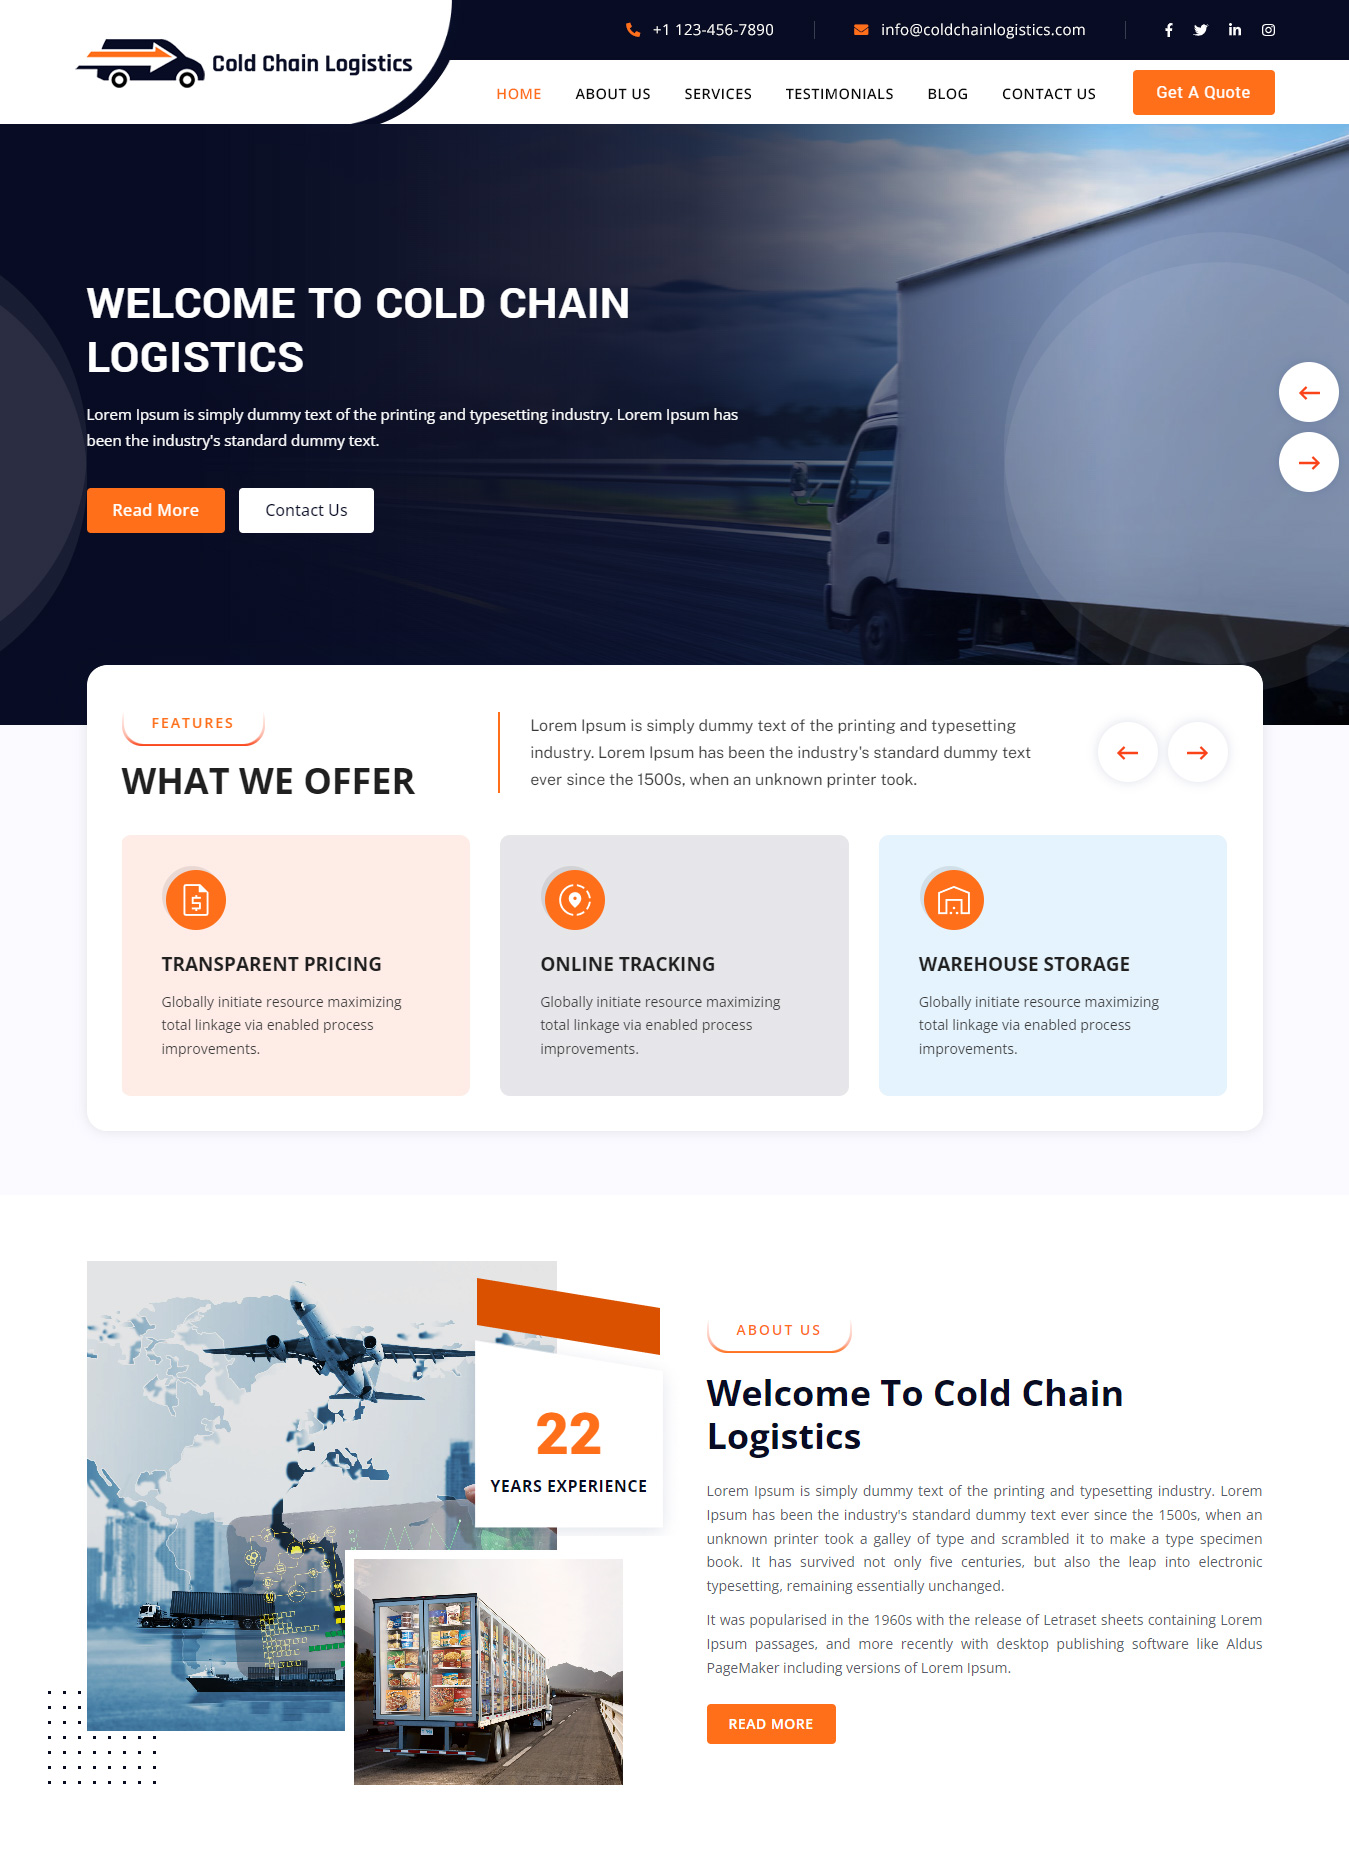 +1 123-456-7890
info@coldchainlogistics.com
Cold Chain Logistics
HOME
ABOUT US
SERVICES
TESTIMONIALS
BLOG
CONTACT US
Get A Quote
WELCOME TO COLD CHAIN
LOGISTICS
Lorem Ipsum is simply dummy text of the printing and typesetting industry. Lorem Ipsum has
been the industry's standard dummy text.
Read More
Contact Us
FEATURES
WHAT WE OFFER
Lorem Ipsum is simply dummy text of the printing and typesetting
industry. Lorem Ipsum has been the industry's standard dummy text
ever since the 1500s, when an unknown printer took.
TRANSPARENT PRICING
Globally initiate resource maximizing
total linkage via enabled process
improvements.
ONLINE TRACKING
Globally initiate resource maximizing
total linkage via enabled process
improvements.
WAREHOUSE STORAGE
Globally initiate resource maximizing
total linkage via enabled process
improvements.
22
YEARS EXPERIENCE
ABOUT US
Welcome To Cold Chain
Logistics
Lorem Ipsum is simply dummy text of the printing and typesetting industry. Lorem
Ipsum has been the industry's standard dummy text ever since the 1500s, when an
unknown printer took a galley of type and scrambled it to make a type specimen
book. It has survived not only five centuries, but also the leap into electronic
typesetting, remaining essentially unchanged.
It was popularised in the 1960s with the release of Letraset sheets containing Lorem
Ipsum passages, and more recently with desktop publishing software like Aldus
PageMaker including versions of Lorem Ipsum.
READ MORE